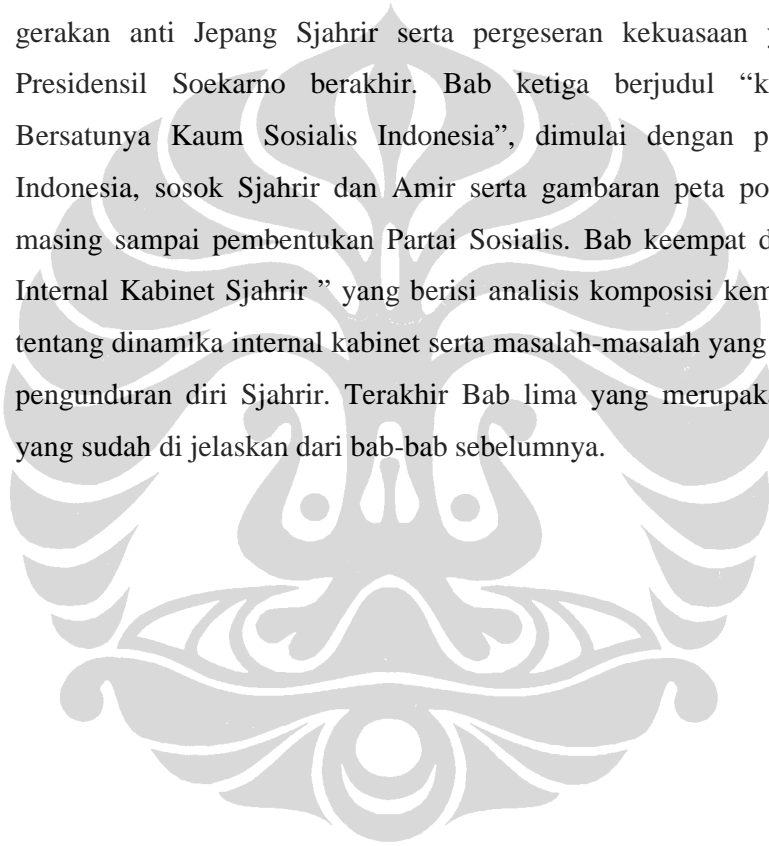 gerakan anti Jepang Sjahrir serta pergeseran kekuasaan
Presidensil Soekarno berakhir. Bab ketiga berjudul “k
Bersatunya Kaum Sosialis Indonesia”, dimulai dengan p
Indonesia, sosok Sjahrir dan Amir serta gambaran peta po
masing sampai pembentukan Partai Sosialis. Bab keempat d
Internal Kabinet Sjahrir ” yang berisi analisis komposisi kem
tentang dinamika internal kabinet serta masalah-masalah yang
pengunduran diri Sjahrir. Terakhir Bab lima yang merupak
yang sudah di jelaskan dari bab-bab sebelumnya.